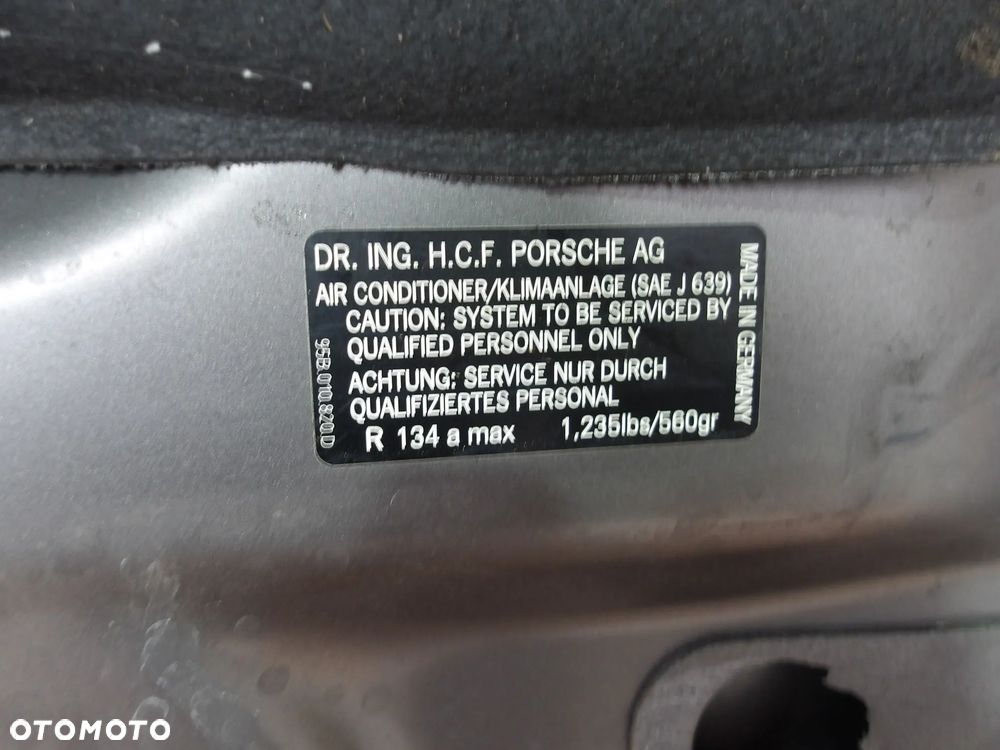 DR. ING. H.C.F. PORSCHE AG
AIR CONDITIONER/KLIMAANLAGE (SAE J 639)
CAUTION: SYSTEM TO BE SERVICED BY
QUALIFIED PERSONNEL ONLY
ACHTUNG: SERVICE NUR DURCH
QUALIFIZIERTES PERSONAL
R 134 a max 1,235lbs/560gr
MADE IN GERMANY
95B.010.820.D
OTOMOTO